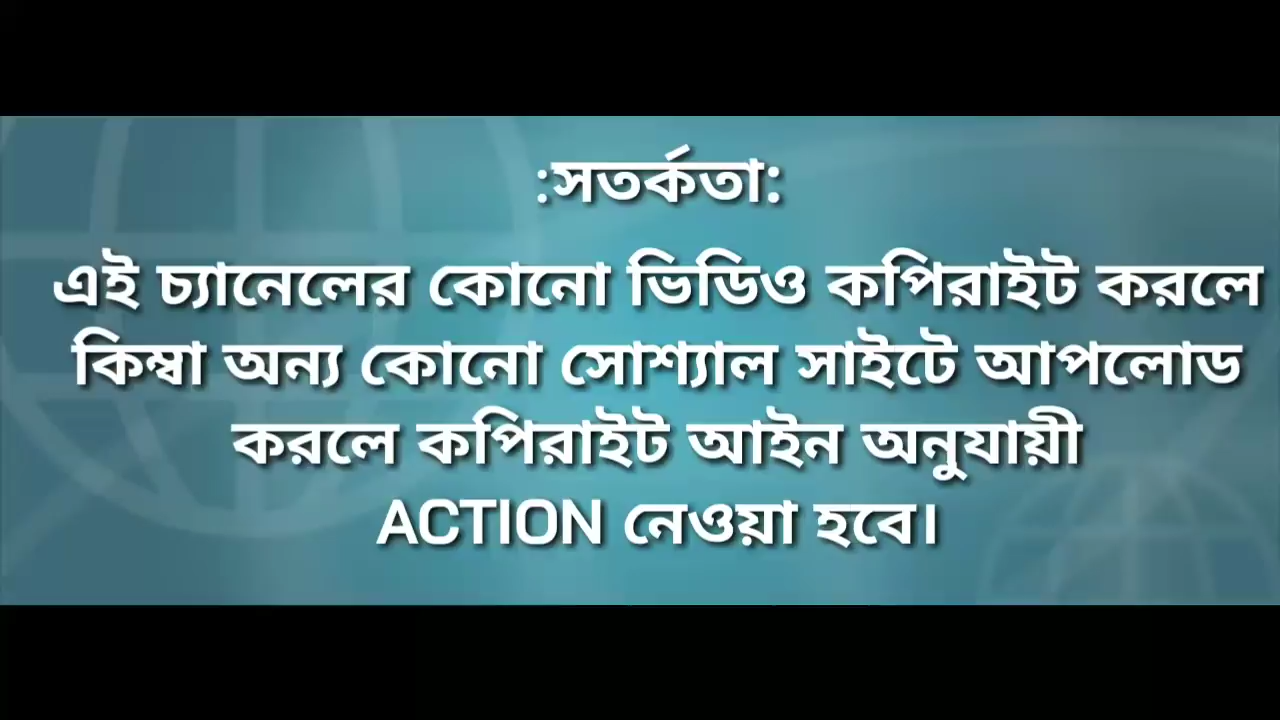 :সতর্কতা:
এই চ্যানেলের কোনো ভিডিও কপিরাইট করলে
কিম্বা অন্য কোনো সোশ্যাল সাইটে আপলোড
করলে কপিরাইট আইন অনুযায়ী
ACTION নেওয়া হবে।